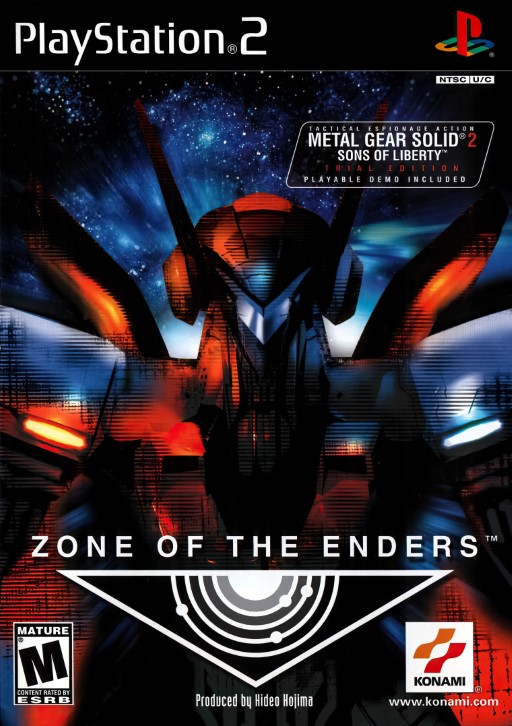 PlayStation®2
NTSC U/C
TACTICAL ESPIONAGE ACTION
METAL GEAR SOLID®2
SONS OF LIBERTY™
TRIAL EDITION
PLAYABLE DEMO INCLUDED
ZONE OF THE ENDERS™
MATURE
M
®
CONTENT RATED BY
ESRB
Produced by Hideo Kojima
KONAMI®
www.konami.com